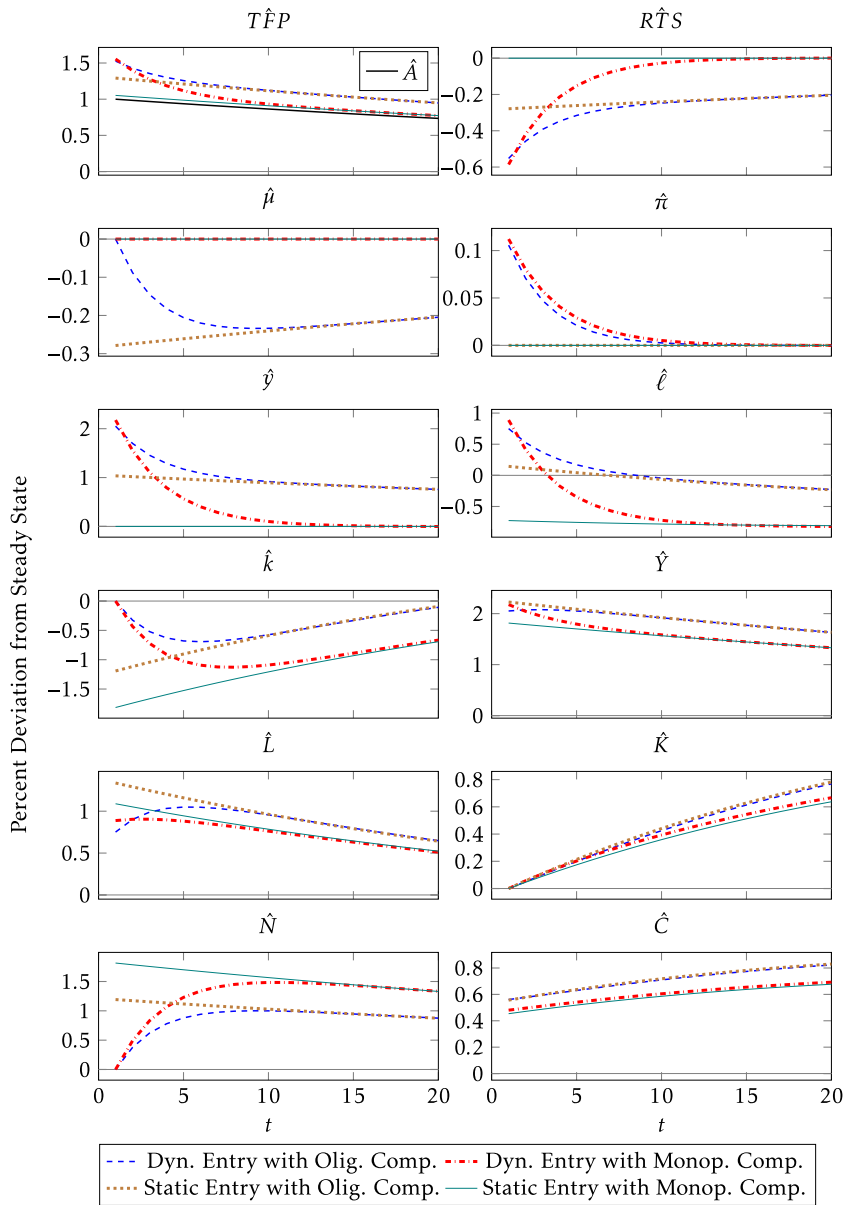 TF̂P
RT̂S
1.5
1
0.5
0
Â
0
−0.2
−0.4
−0.6
μ̂
π̂
0
−0.1
−0.2
−0.3
0.1
0.05
0
ŷ
ℓ̂
2
1
0
1
0.5
0
−0.5
k̂
Ŷ
0
−0.5
−1
−1.5
2
1
0
L̂
K̂
1
0.5
0
0.8
0.6
0.4
0.2
0
N̂
Ĉ
1.5
1
0.5
0
0.8
0.6
0.4
0.2
0
0 5 10 15 20
0 5 10 15 20
t
t
Percent Deviation from Steady State
Dyn. Entry with Olig. Comp. Dyn. Entry with Monop. Comp.
Static Entry with Olig. Comp. Static Entry with Monop. Comp.